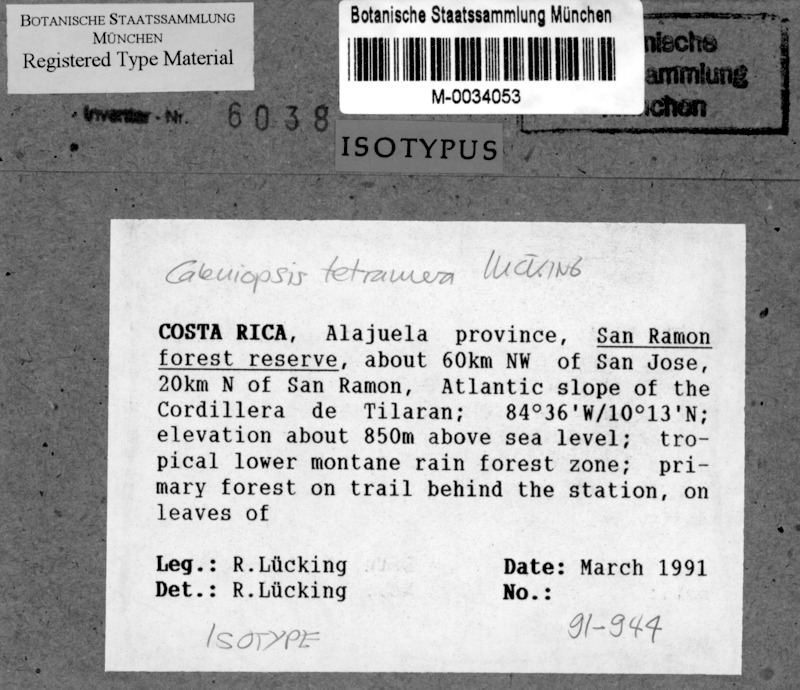 BOTANISCHE STAATSSAMMLUNG
MÜNCHEN
Registered Type Material
Botanische Staatssammlung München
M-0034053
nische
ammlung
chen
Inventar-Nr. 6038
ISOTYPUS
Caleniopsis tetramera LÜCKING
COSTA RICA, Alajuela province, San Ramon
forest reserve, about 60km NW of San Jose,
20km N of San Ramon, Atlantic slope of the
Cordillera de Tilaran; 84°36'W/10°13'N;
elevation about 850m above sea level; tro-
pical lower montane rain forest zone; pri-
mary forest on trail behind the station, on
leaves of
Leg.: R.Lücking Date: March 1991
Det.: R.Lücking No.:
ISOTYPE 91-944